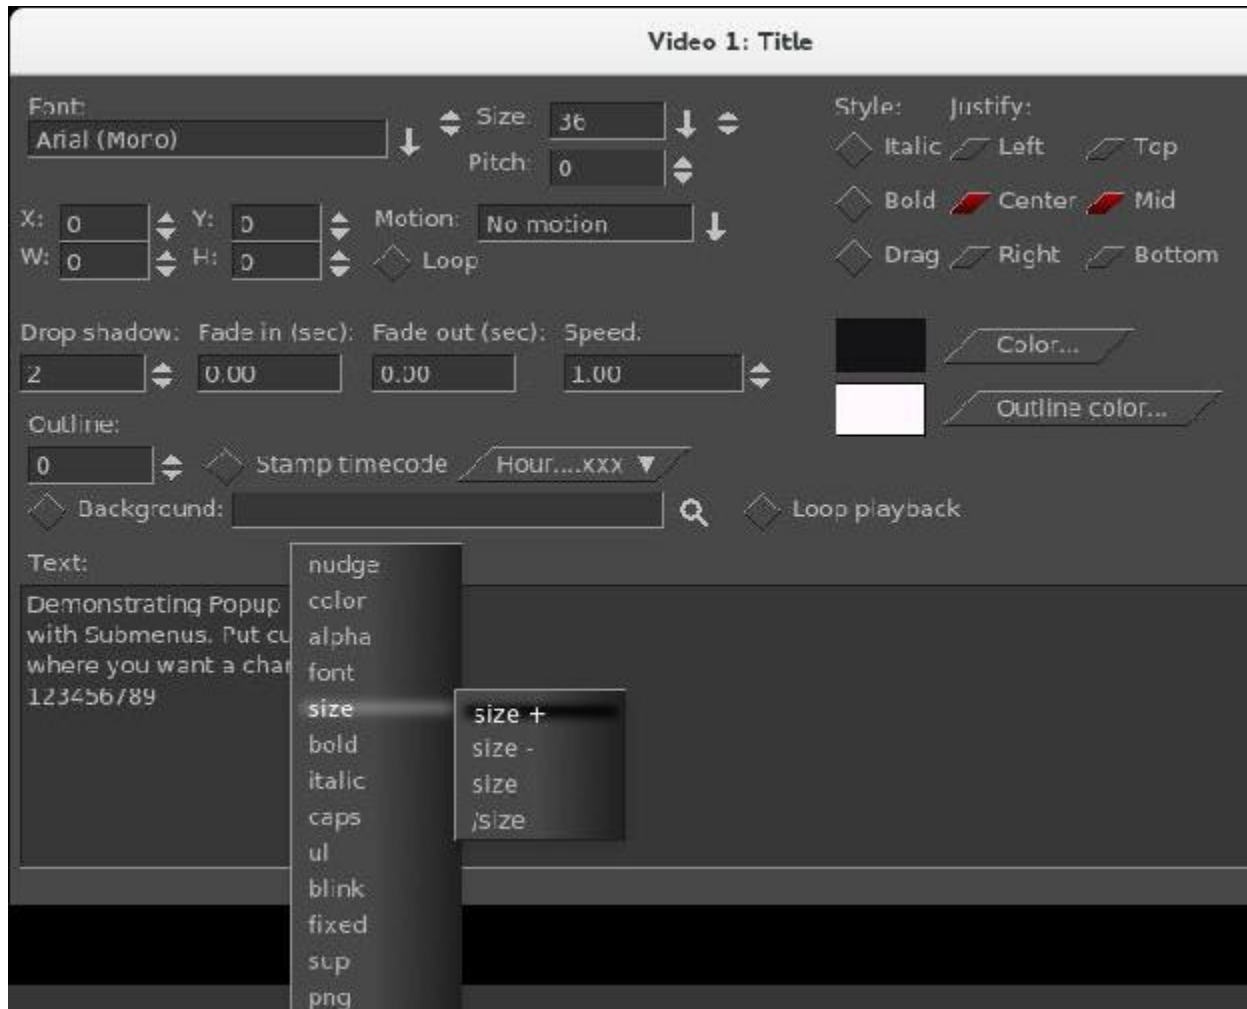 Video 1: Title
Font:
Arial (Mono)
Size:
36
Pitch:
0
Style:
Justify:
Italic
Left
Top
Bold
Center
Mid
Drag
Right
Bottom
X: 0
Y: 0
Motion: No motion
W: 0
H: 0
Loop
Drop shadow: Fade in (sec): Fade out (sec): Speed:
2 0.00 0.00 1.00
Color...
Outline color...
Outline:
0
Stamp timecode
Hour....xxx
Background:
Loop playback
Text:
Demonstrating Popup
with Submenus. Put cu
where you want a char
123456789
nudge
color
alpha
font
size
bold
italic
caps
ul
blink
fixed
sup
png
size +
size -
size
/size